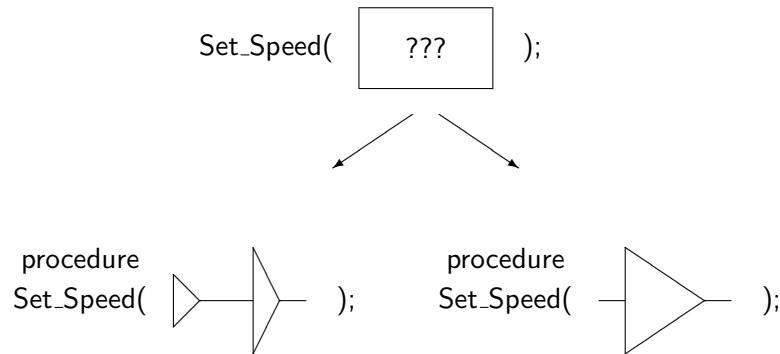 Set_Speed( ??? );
procedure procedure
Set_Speed( ); Set_Speed( );